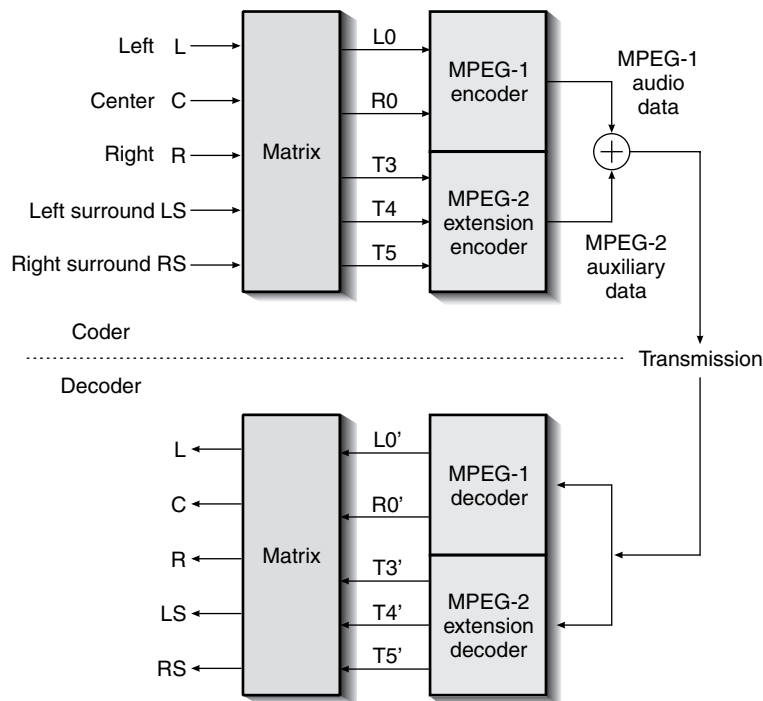 Left L
Center C
Right R
Left surround LS
Right surround RS
Matrix
L0
R0
T3
T4
T5
MPEG-1
encoder
MPEG-2
extension
encoder
MPEG-1
audio
data
+
MPEG-2
auxiliary
data
Coder
Transmission
Decoder
L
C
R
LS
RS
Matrix
L0'
R0'
T3'
T4'
T5'
MPEG-1
decoder
MPEG-2
extension
decoder